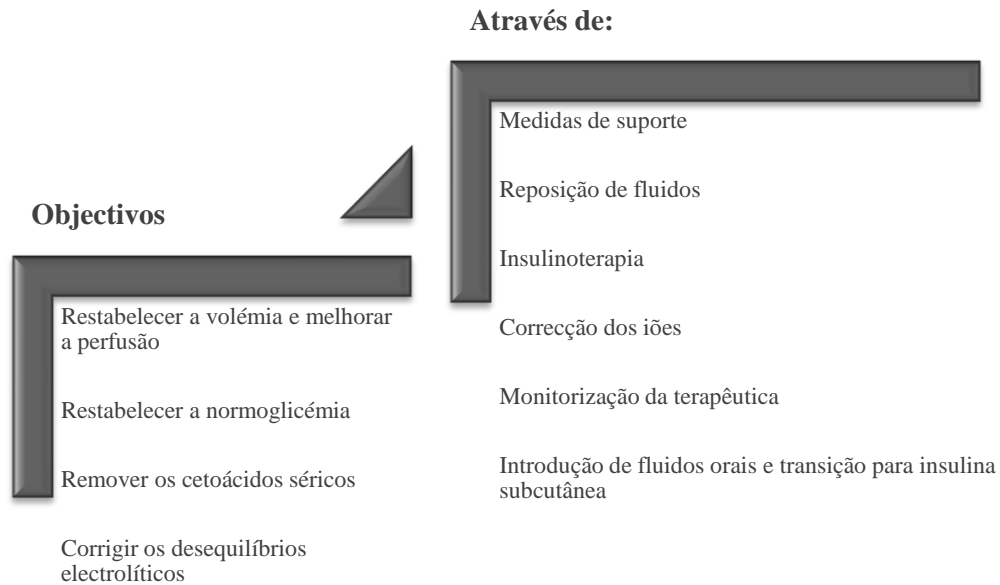 Através de:
Medidas de suporte
Reposição de fluidos
Insulinoterapia
Correcção dos iões
Monitorização da terapêutica
Introdução de fluidos orais e transição para insulina
subcutânea
Objectivos
Restabelecer a volémia e melhorar
a perfusão
Restabelecer a normoglicémia
Remover os cetoácidos séricos
Corrigir os desequilíbrios
electrolíticos